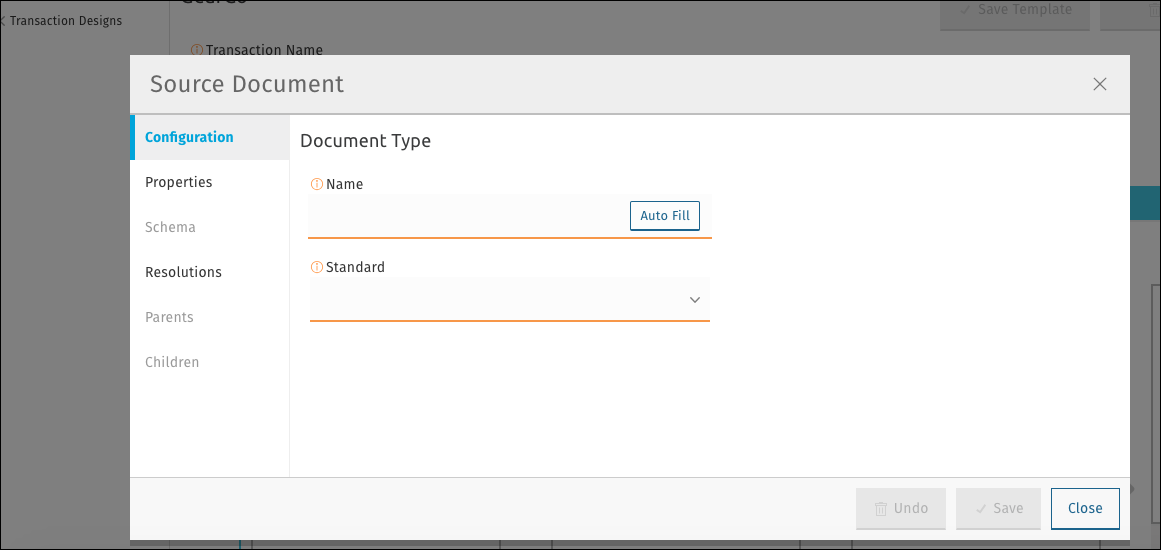 Transaction Designs
Save Template
Transaction Name
Source Document
Configuration
Properties
Schema
Resolutions
Parents
Children
Document Type
Name
Auto Fill
Standard
Undo
Save
Close